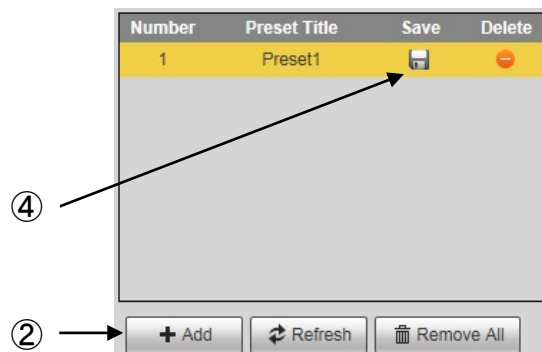 Number Preset Title Save Delete
1 Preset1
④
② Add Refresh Remove All